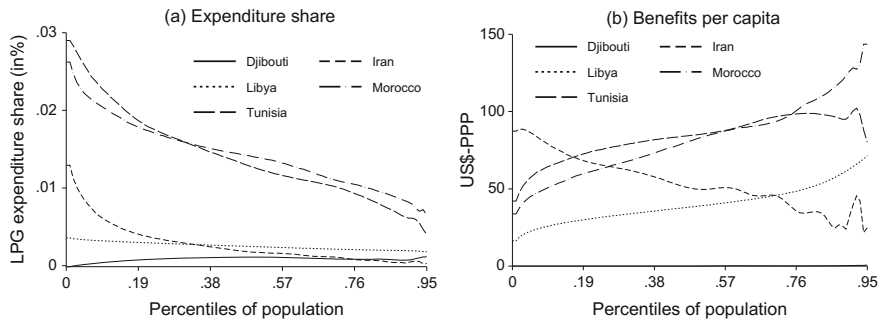 (a) Expenditure share
LPG expenditure share (in%)
.03
.02
.01
0
Djibouti
Iran
Libya
Morocco
Tunisia
0 .19 .38 .57 .76 .95
Percentiles of population
(b) Benefits per capita
US$-PPP
150
100
50
0
Djibouti
Iran
Libya
Morocco
Tunisia
0 .19 .38 .57 .76 .95
Percentiles of population